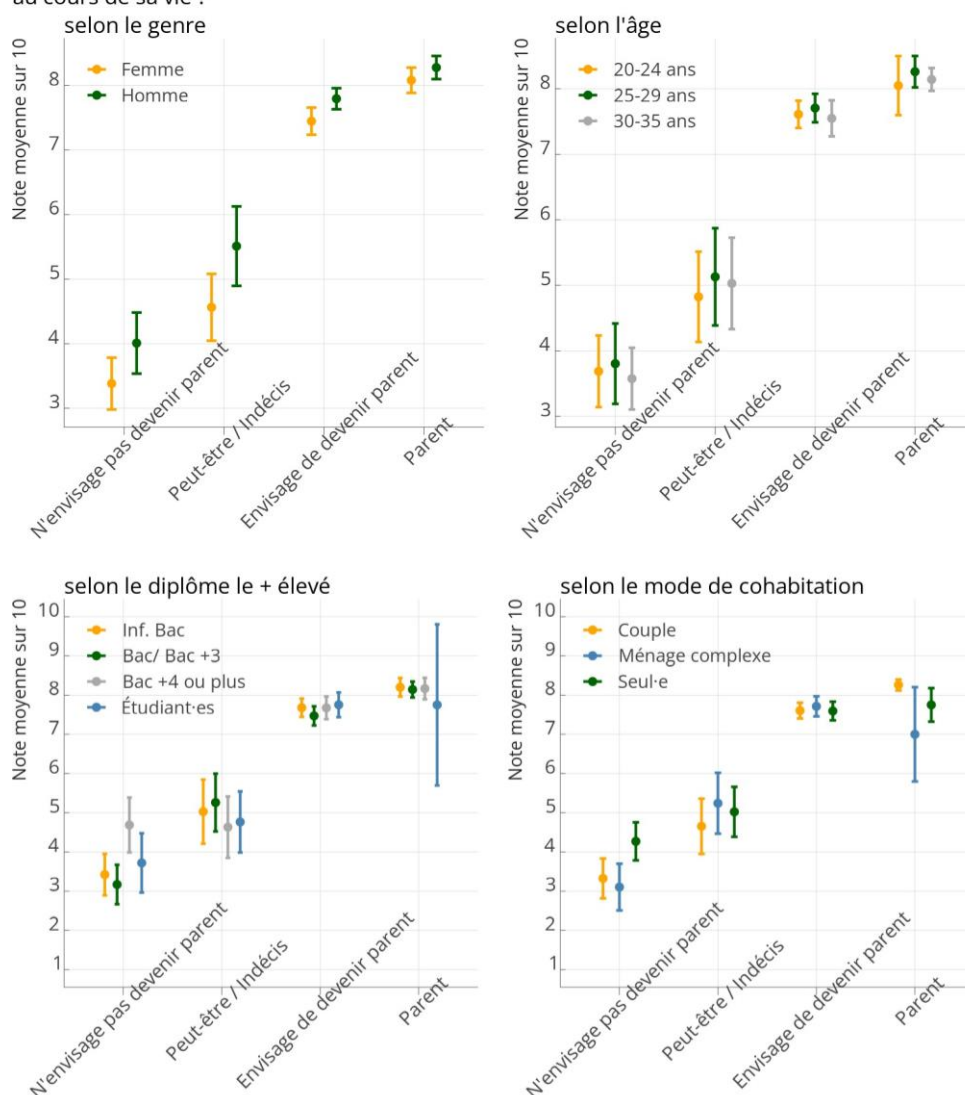 au cours de sa vie ?
selon le genre
Note moyenne sur 10
8
7
6
5
4
3
Femme
Homme
N'envisage pas devenir parent
Peut-être / Indécis
Envisage de devenir parent
Parent
selon l'âge
Note moyenne sur 10
8
7
6
5
4
3
20-24 ans
25-29 ans
30-35 ans
N'envisage pas devenir parent
Peut-être / Indécis
Envisage de devenir parent
Parent
selon le diplôme le + élevé
Note moyenne sur 10
10
9
8
7
6
5
4
3
2
1
Inf. Bac
Bac/ Bac +3
Bac +4 ou plus
Étudiant·es
N'envisage pas devenir parent
Peut-être / Indécis
Envisage de devenir parent
Parent
selon le mode de cohabitation
Note moyenne sur 10
10
9
8
7
6
5
4
3
2
1
Couple
Ménage complexe
Seul·e
N'envisage pas devenir parent
Peut-être / Indécis
Envisage de devenir parent
Parent